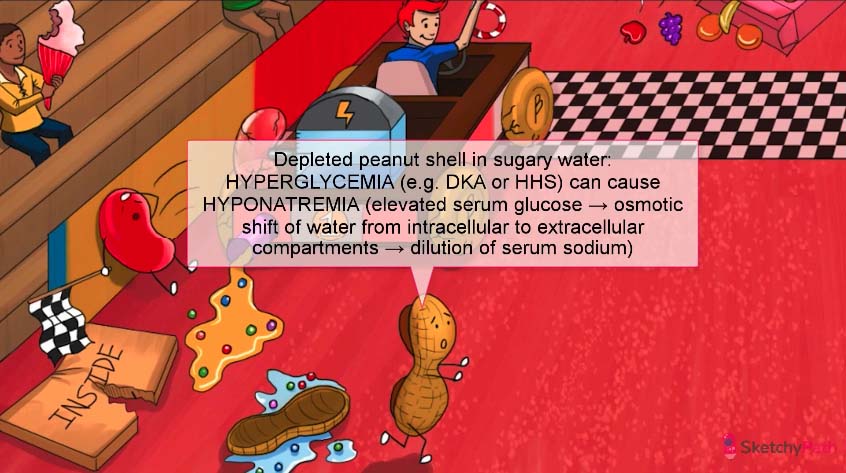 β
Depleted peanut shell in sugary water:
HYPERGLYCEMIA (e.g. DKA or HHS) can cause
HYPONATREMIA (elevated serum glucose → osmotic
shift of water from intracellular to extracellular
compartments → dilution of serum sodium)
INSIDE
SketchyPath